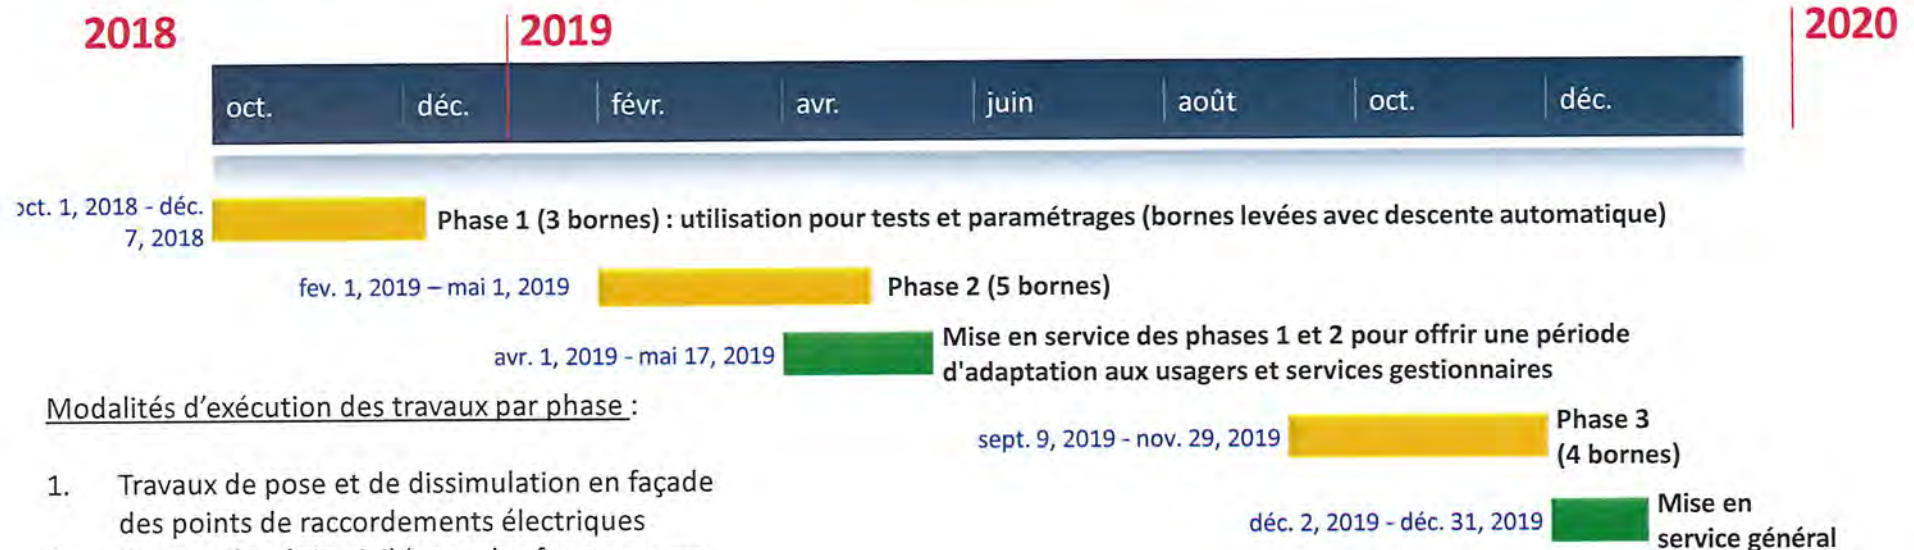 2018
2019
2020
oct.
déc.
févr.
avr.
juin
août
oct.
déc.
oct. 1, 2018 - déc.
7, 2018
Phase 1 (3 bornes) : utilisation pour tests et paramétrages (bornes levées avec descente automatique)
fev. 1, 2019 – mai 1, 2019
Phase 2 (5 bornes)
avr. 1, 2019 - mai 17, 2019
Mise en service des phases 1 et 2 pour offrir une période
d'adaptation aux usagers et services gestionnaires
Modalités d’exécution des travaux par phase :
sept. 9, 2019 - nov. 29, 2019
Phase 3
(4 bornes)
1. Travaux de pose et de dissimulation en façade
des points de raccordements électriques
déc. 2, 2019 - déc. 31, 2019
Mise en
service général